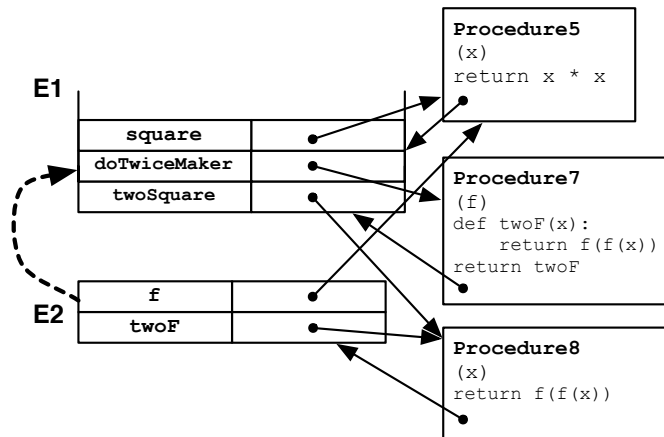 E1
square
doTwiceMaker
twoSquare
E2
f
twoF
Procedure5
(x)
return x * x
Procedure7
(f)
def twoF(x):
    return f(f(x))
return twoF
Procedure8
(x)
return f(f(x))